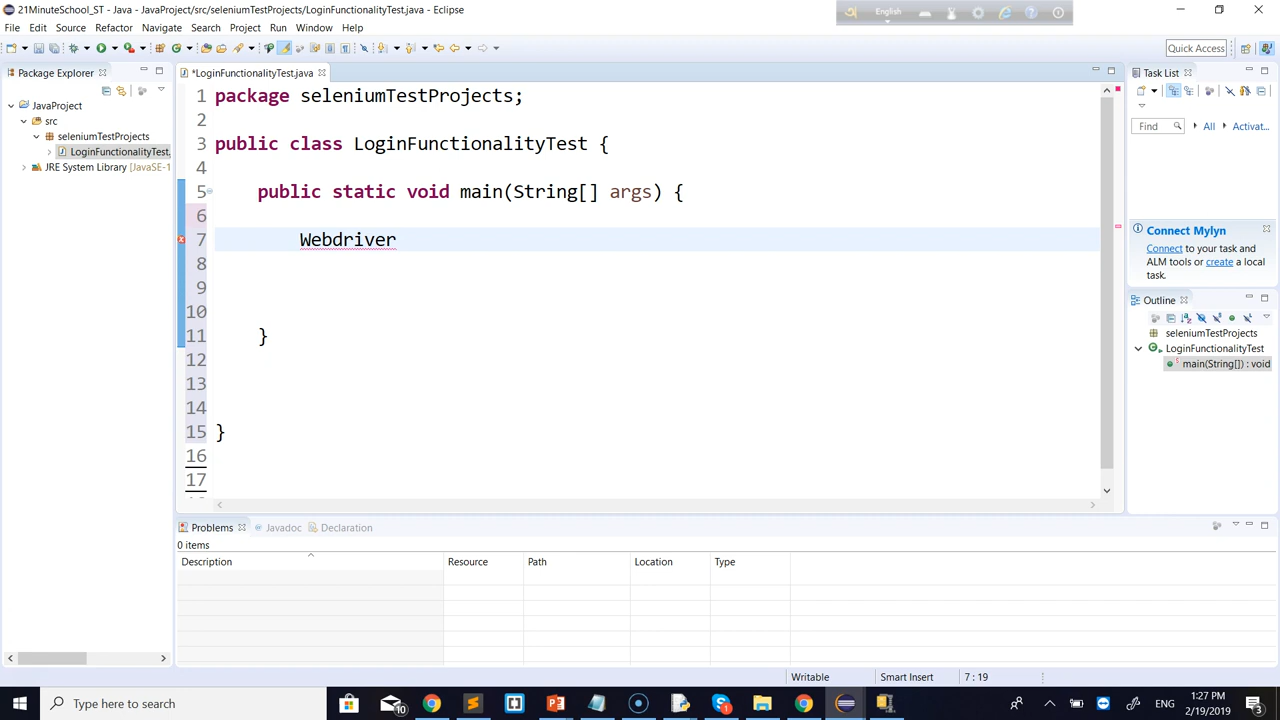 21MinuteSchool_ST - Java - JavaProject/src/seleniumTestProjects/LoginFunctionalityTest.java - Eclipse
English
File Edit Source Refactor Navigate Search Project Run Window Help
Quick Access
Package Explorer
*LoginFunctionalityTest.java
Task List
JavaProject
src
seleniumTestProjects
LoginFunctionalityTest.
JRE System Library [JavaSE-1
1 package seleniumTestProjects;
2
3 public class LoginFunctionalityTest {
4
5 public static void main(String[] args) {
6
7 Webdriver
8
9
10
11 }
12
13
14
15 }
16
17
Find All Activat...
Connect Mylyn
Connect to your task and
ALM tools or create a local
task.
Outline
seleniumTestProjects
LoginFunctionalityTest
main(String[]) : void
Problems Javadoc Declaration
0 items
Description Resource Path Location Type
Writable Smart Insert 7 : 19
Type here to search
10
ENG
1:27 PM
2/19/2019
3